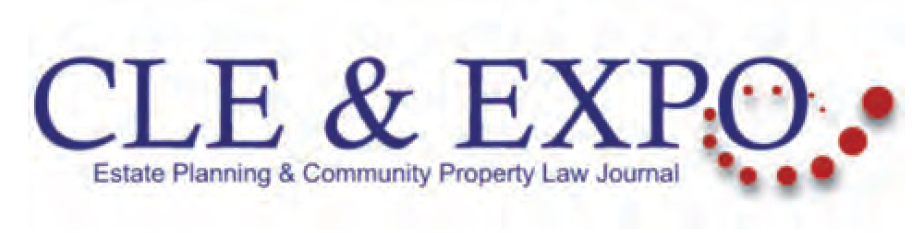 CLE & EXPO
Estate Planning & Community Property Law Journal